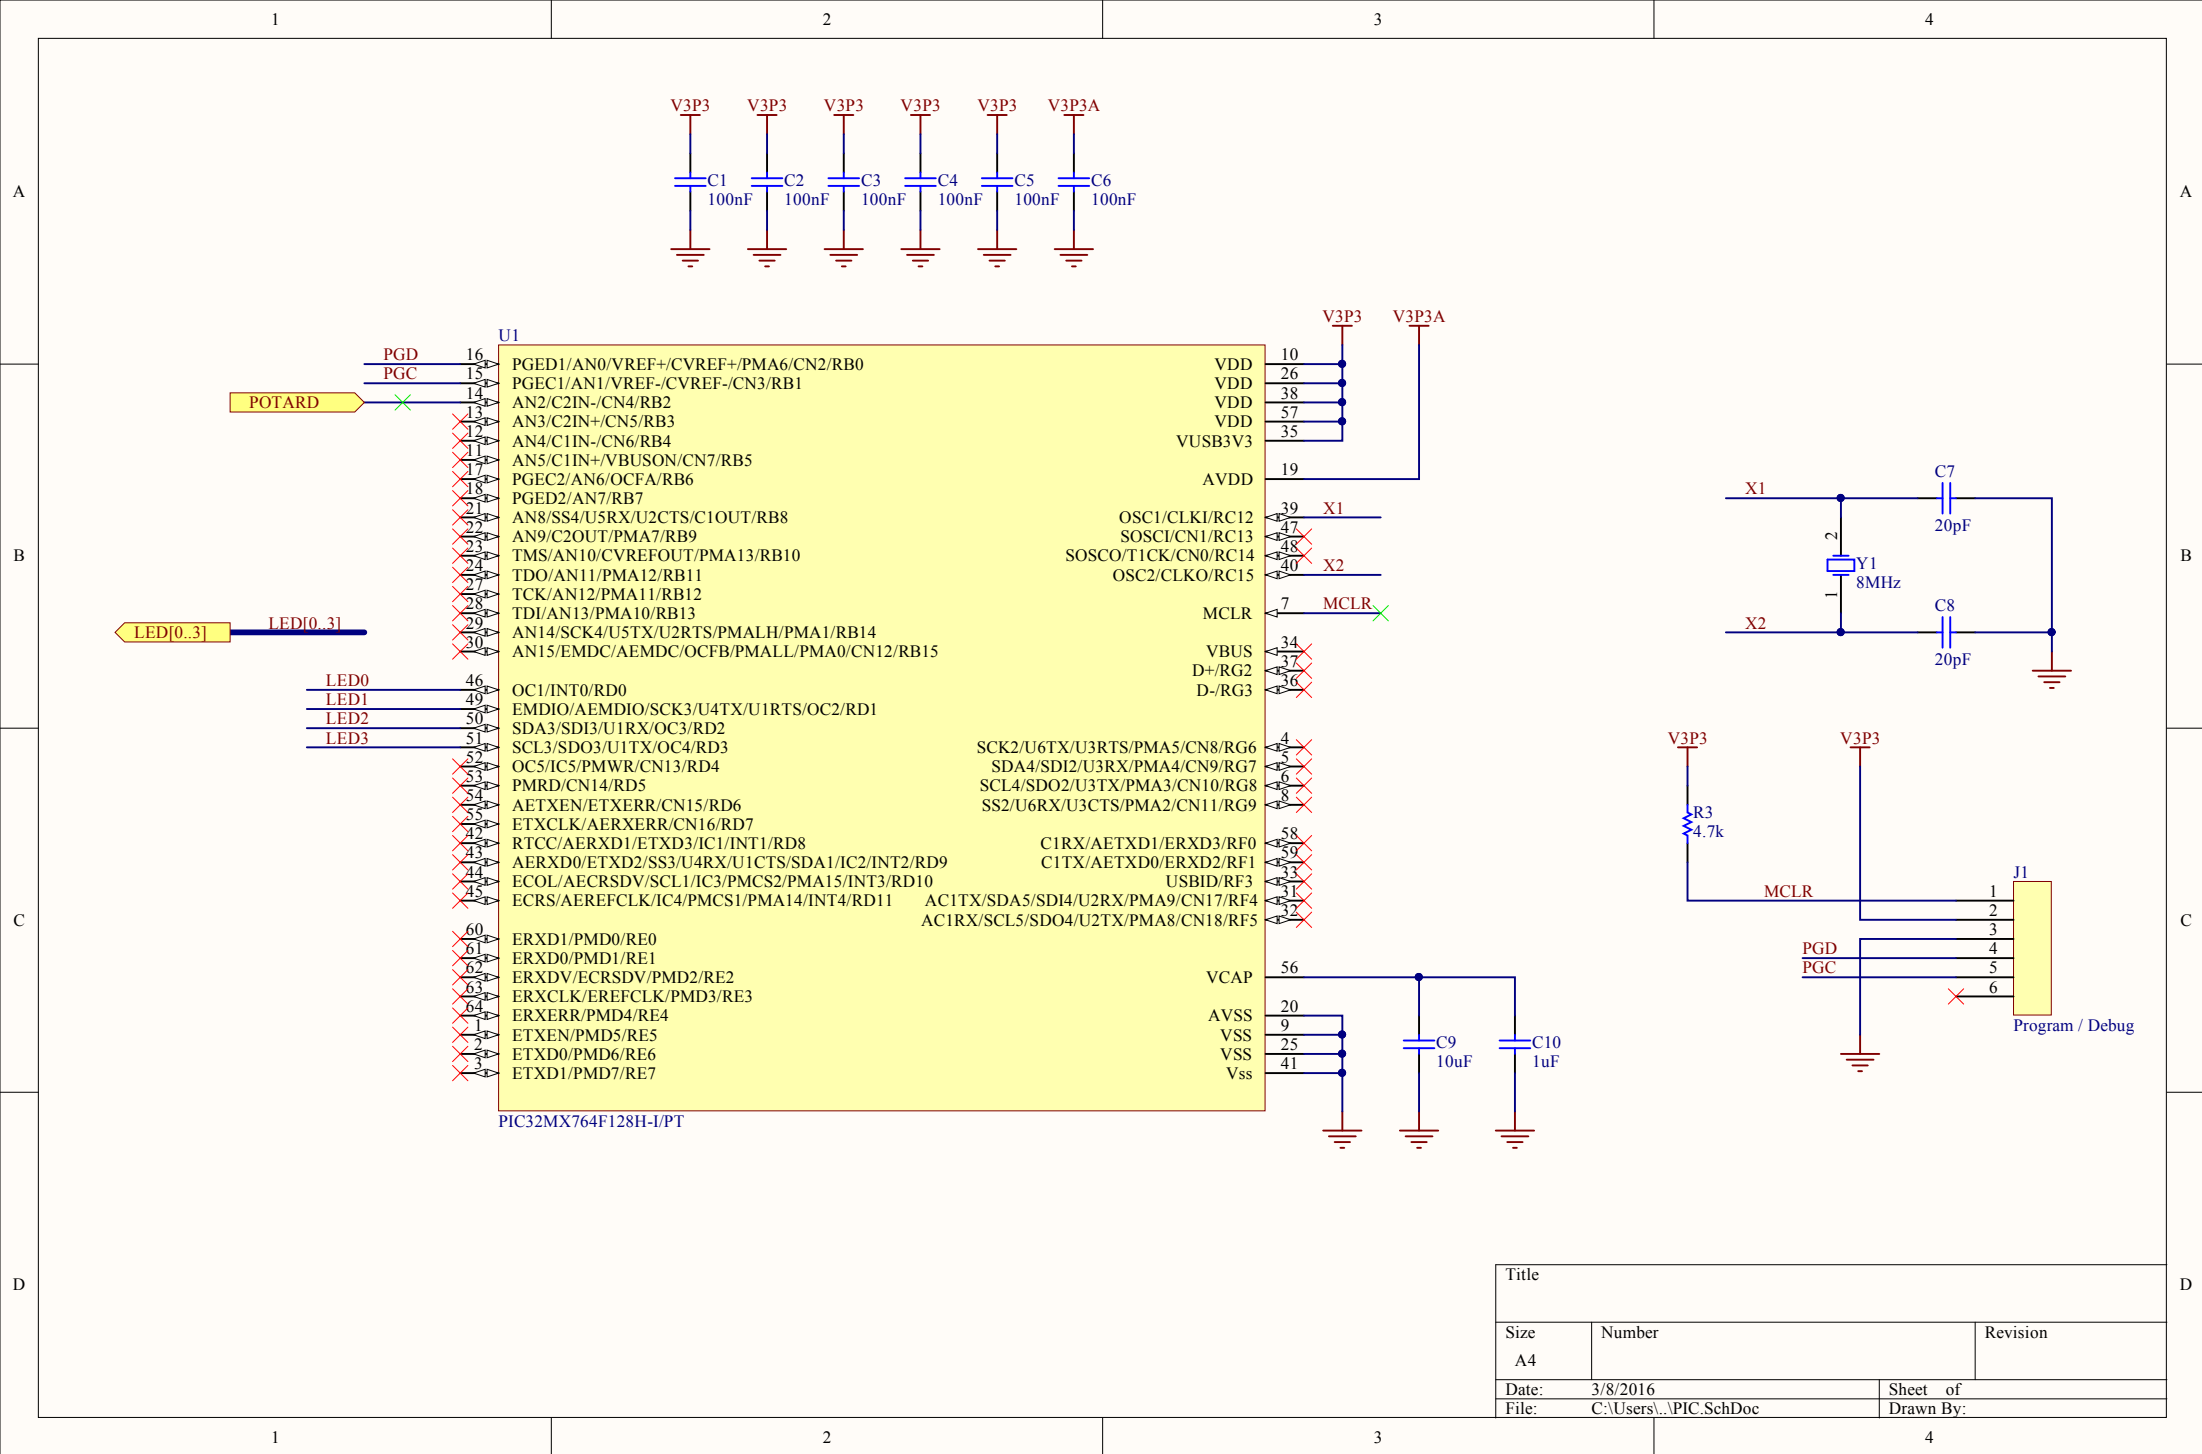 1 2 3 4
A A
B B
C C
D D
V3P3 V3P3 V3P3 V3P3 V3P3 V3P3A
C1 C2 C3 C4 C5 C6
100nF 100nF 100nF 100nF 100nF 100nF
V3P3 V3P3A
U1
PGD 16 PGED1/AN0/VREF+/CVREF+/PMA6/CN2/RB0
PGC 15 PGEC1/AN1/VREF-/CVREF-/CN3/RB1
POTARD 14 AN2/C2IN-/CN4/RB2
13 AN3/C2IN+/CN5/RB3
12 AN4/C1IN-/CN6/RB4
11 AN5/C1IN+/VBUSON/CN7/RB5
17 PGEC2/AN6/OCFA/RB6
18 PGED2/AN7/RB7
21 AN8/SS4/U5RX/U2CTS/C1OUT/RB8
22 AN9/C2OUT/PMA7/RB9
23 TMS/AN10/CVREFOUT/PMA13/RB10
24 TDO/AN11/PMA12/RB11
27 TCK/AN12/PMA11/RB12
28 TDI/AN13/PMA10/RB13
29 AN14/SCK4/U5TX/U2RTS/PMALH/PMA1/RB14
30 AN15/EMDC/AEMDC/OCFB/PMALL/PMA0/CN12/RB15
LED[0..3] LED[0..3]
LED0 46 OC1/INT0/RD0
LED1 49 EMDIO/AEMDIO/SCK3/U4TX/U1RTS/OC2/RD1
LED2 50 SDA3/SDI3/U1RX/OC3/RD2
LED3 51 SCL3/SDO3/U1TX/OC4/RD3
52 OC5/IC5/PMWR/CN13/RD4
53 PMRD/CN14/RD5
54 AETXEN/ETXERR/CN15/RD6
55 ETXCLK/AERXERR/CN16/RD7
42 RTCC/AERXD1/ETXD3/IC1/INT1/RD8
43 AERXD0/ETXD2/SS3/U4RX/U1CTS/SDA1/IC2/INT2/RD9
44 ECOL/AECRSDV/SCL1/IC3/PMCS2/PMA15/INT3/RD10
45 ECRS/AEREFCLK/IC4/PMCS1/PMA14/INT4/RD11
60 ERXD1/PMD0/RE0
61 ERXD0/PMD1/RE1
62 ERXDV/ECRSDV/PMD2/RE2
63 ERXCLK/EREFCLK/PMD3/RE3
64 ERXERR/PMD4/RE4
1 ETXEN/PMD5/RE5
2 ETXD0/PMD6/RE6
3 ETXD1/PMD7/RE7
VDD 10
VDD 26
VDD 38
VDD 57
VUSB3V3 35
AVDD 19
OSC1/CLKI/RC12 39 X1
SOSCI/CN1/RC13 47
SOSCO/T1CK/CN0/RC14 48
OSC2/CLKO/RC15 40 X2
MCLR 7 MCLR
VBUS 34
D+/RG2 37
D-/RG3 36
SCK2/U6TX/U3RTS/PMA5/CN8/RG6 4
SDA4/SDI2/U3RX/PMA4/CN9/RG7 5
SCL4/SDO2/U3TX/PMA3/CN10/RG8 6
SS2/U6RX/U3CTS/PMA2/CN11/RG9 8
C1RX/AETXD1/ERXD3/RF0 58
C1TX/AETXD0/ERXD2/RF1 59
USBID/RF3 33
AC1TX/SDA5/SDI4/U2RX/PMA9/CN17/RF4 31
AC1RX/SCL5/SDO4/U2TX/PMA8/CN18/RF5 32
VCAP 56
AVSS 20
VSS 9
VSS 25
Vss 41
PIC32MX764F128H-I/PT
C9 C10
10uF 1uF
C7
X1
20pF
2
Y1
8MHz
1
C8
X2
20pF
V3P3 V3P3
R3
4.7k
J1
MCLR 1
2
3
PGD 4
PGC 5
6
Program / Debug
Title
Size Number Revision
A4
Date: 3/8/2016 Sheet of
File: C:\Users\..\PIC.SchDoc Drawn By:
1 2 3 4